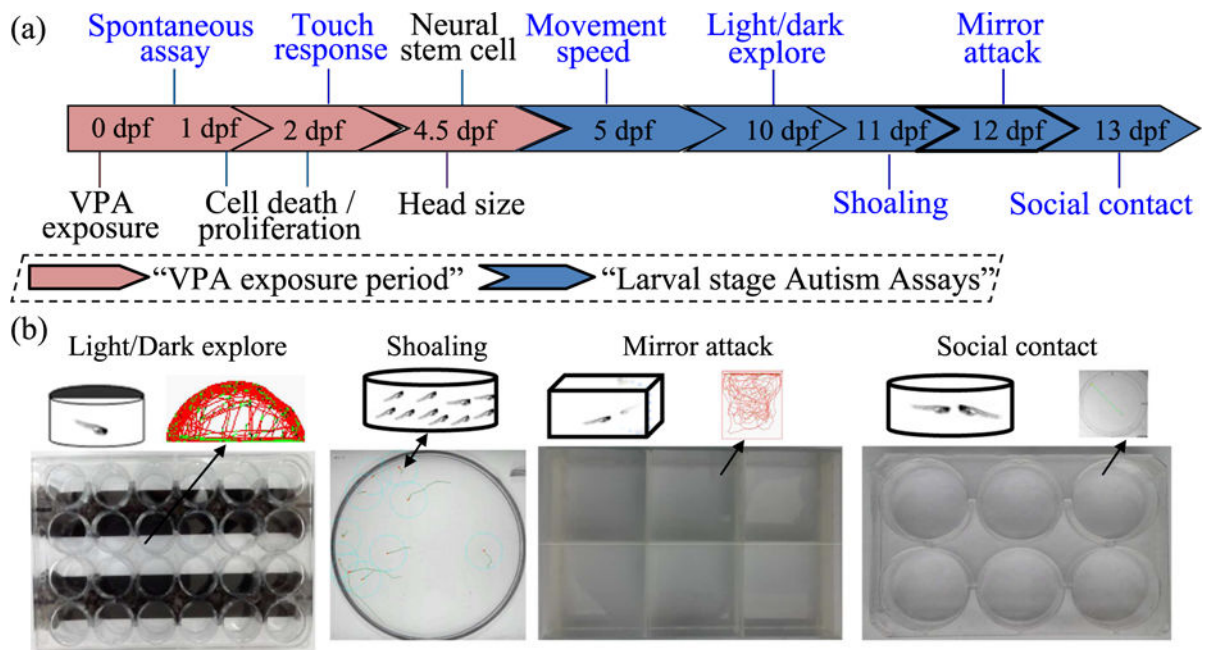 (a)
Spontaneous assay
Touch response
Neural stem cell
Movement speed
Light/dark explore
Mirror attack
0 dpf 1 dpf 2 dpf 4.5 dpf 5 dpf 10 dpf 11 dpf 12 dpf 13 dpf
VPA exposure
Cell death / proliferation
Head size
Shoaling
Social contact
“VPA exposure period” “Larval stage Autism Assays”
(b)
Light/Dark explore
Shoaling
Mirror attack
Social contact